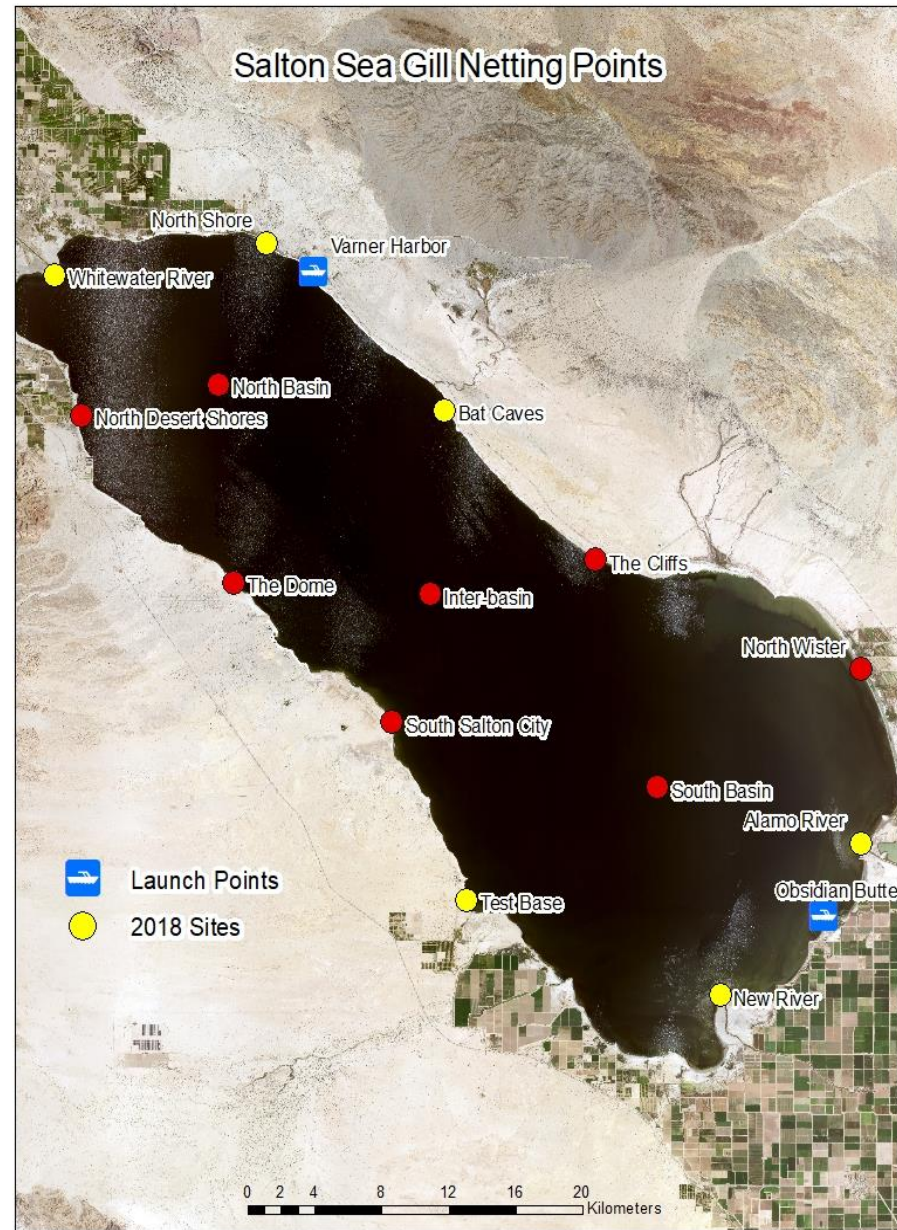 Salton Sea Gill Netting Points
North Shore
Varner Harbor
Whitewater River
North Basin
North Desert Shores
Bat Caves
The Cliffs
The Dome
Inter-basin
North Wister
South Salton City
South Basin
Alamo River
Launch Points
Obsidian Butte
Test Base
2018 Sites
New River
0 2 4 8 12 16 20
Kilometers